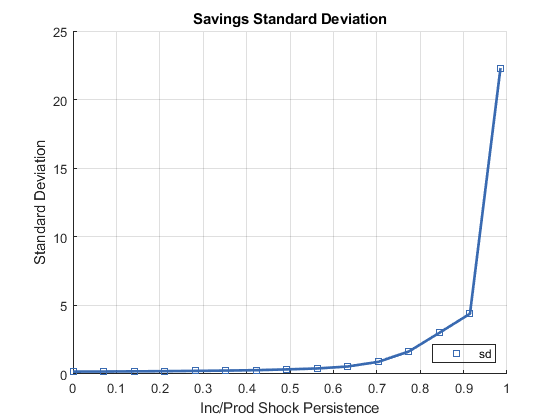 Savings Standard Deviation
25
20
15
10
5
0
Standard Deviation
sd
0 0.1 0.2 0.3 0.4 0.5 0.6 0.7 0.8 0.9 1
Inc/Prod Shock Persistence